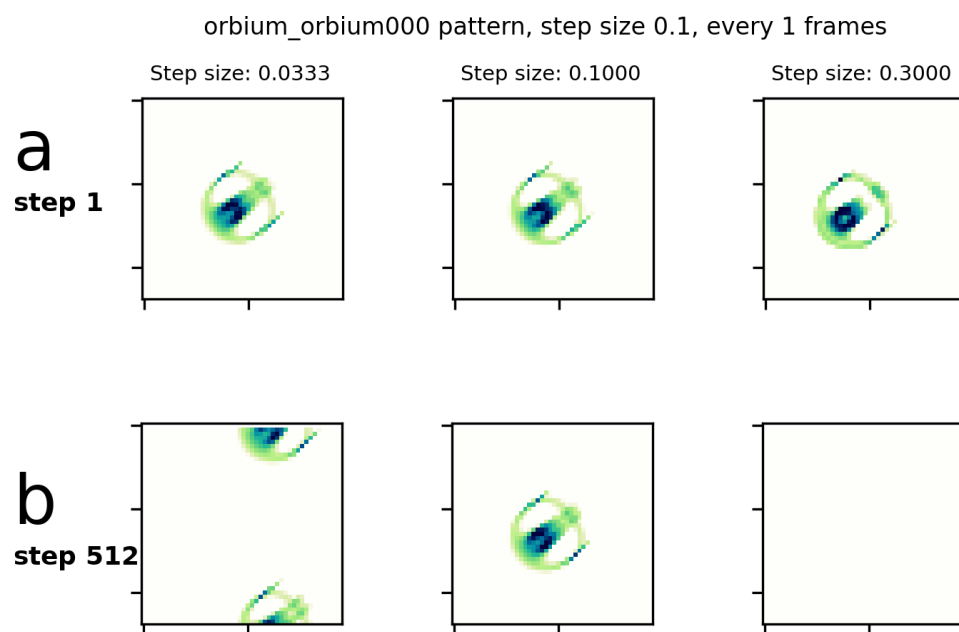 orbium_orbium000 pattern, step size 0.1, every 1 frames
Step size: 0.0333
Step size: 0.1000
Step size: 0.3000
a
step 1
b
step 512